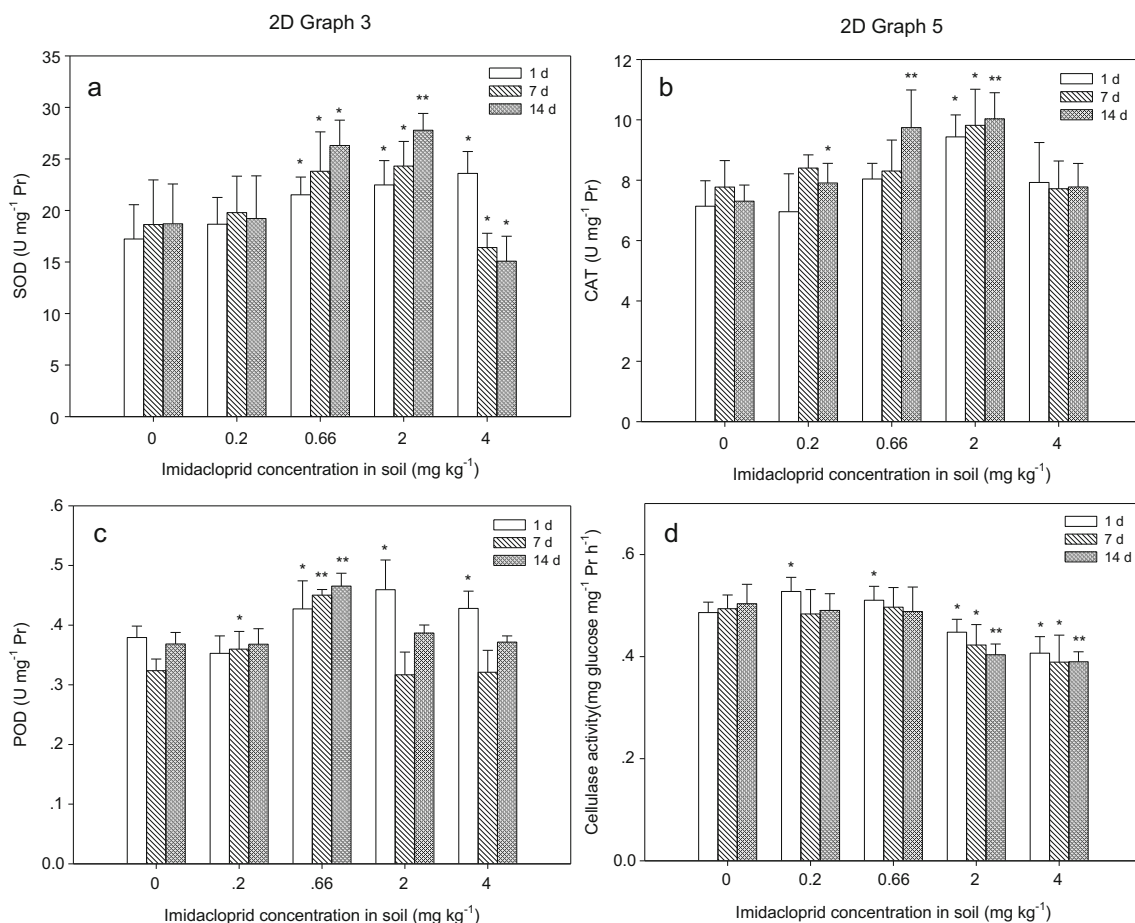 2D Graph 3
35
30
25
20
15
10
5
0
SOD (U mg⁻¹ Pr)
a
1 d
7 d
14 d
* * *
* * **
* * *
0 0.2 0.66 2 4
Imidacloprid concentration in soil (mg kg⁻¹)
2D Graph 5
12
10
8
6
4
2
0
CAT (U mg⁻¹ Pr)
b
1 d
7 d
14 d
*
**
* * **
0 0.2 0.66 2 4
Imidacloprid concentration in soil (mg kg⁻¹)
.6
.5
.4
.3
.2
.1
0.0
POD (U mg⁻¹ Pr)
c
1 d
7 d
14 d
*
* ** **
*
*
0 .2 .66 2 4
Imidacloprid concentration in soil (mg kg⁻¹)
.6
.4
.2
0.0
Cellulase activity(mg glucose mg⁻¹ Pr h⁻¹)
d
1 d
7 d
14 d
*
*
* * **
* * **
0 0.2 0.66 2 4
Imidacloprid concentration in soil (mg kg⁻¹)